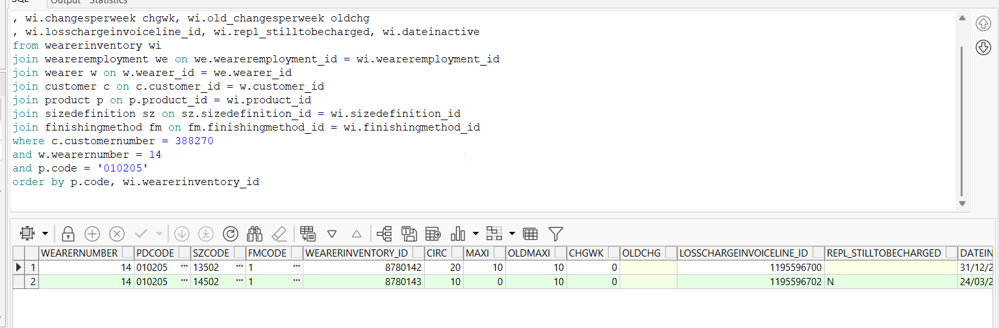 Output Statistics
, wi.changesperweek chgwk, wi.old_changesperweek oldchg
, wi.losschargeinvoiceline_id, wi.repl_stilltobecharged, wi.dateinactive
from wearerinventory wi
join weareremployment we on we.weareremployment_id = wi.weareremployment_id
join wearer w on w.wearer_id = we.wearer_id
join customer c on c.customer_id = w.customer_id
join product p on p.product_id = wi.product_id
join sizedefinition sz on sz.sizedefinition_id = wi.sizedefinition_id
join finishingmethod fm on fm.finishingmethod_id = wi.finishingmethod_id
where c.customernumber = 388270
and w.wearernumber = 14
and p.code = '010205'
order by p.code, wi.wearerinventory_id
WEARERNUMBER PDCODE SZCODE FMCODE WEARERINVENTORY_ID CIRC MAXI OLDMAXI CHGWK OLDCHG LOSSCHARGEINVOICELINE_ID REPL_STILLTOBECHARGED DATEIN
1 14 010205 ... 13502 ... 1 ... 8780142 20 10 10 0 1195596700 31/12/2
2 14 010205 ... 14502 ... 1 ... 8780143 10 0 10 0 1195596702 N 24/03/2